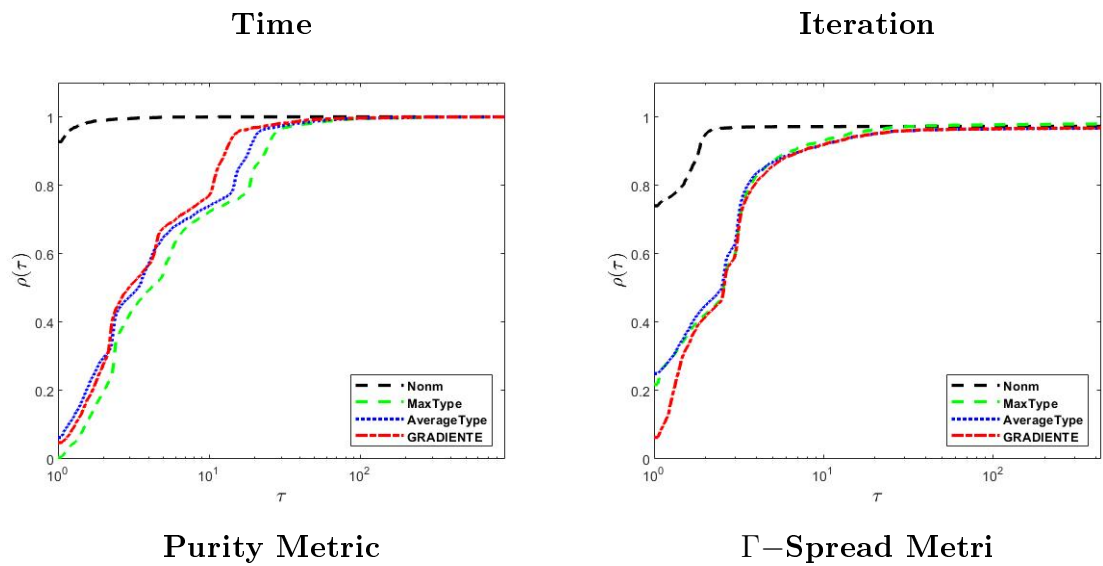 Time
Iteration
1
0.8
0.6
0.4
0.2
0
ρ(τ)
10^0
10^1
10^2
τ
Nonm
MaxType
AverageType
GRADIENTE
1
0.8
0.6
0.4
0.2
0
ρ(τ)
10^0
10^1
10^2
τ
Nonm
MaxType
AverageType
GRADIENTE
Purity Metric
Γ−Spread Metri